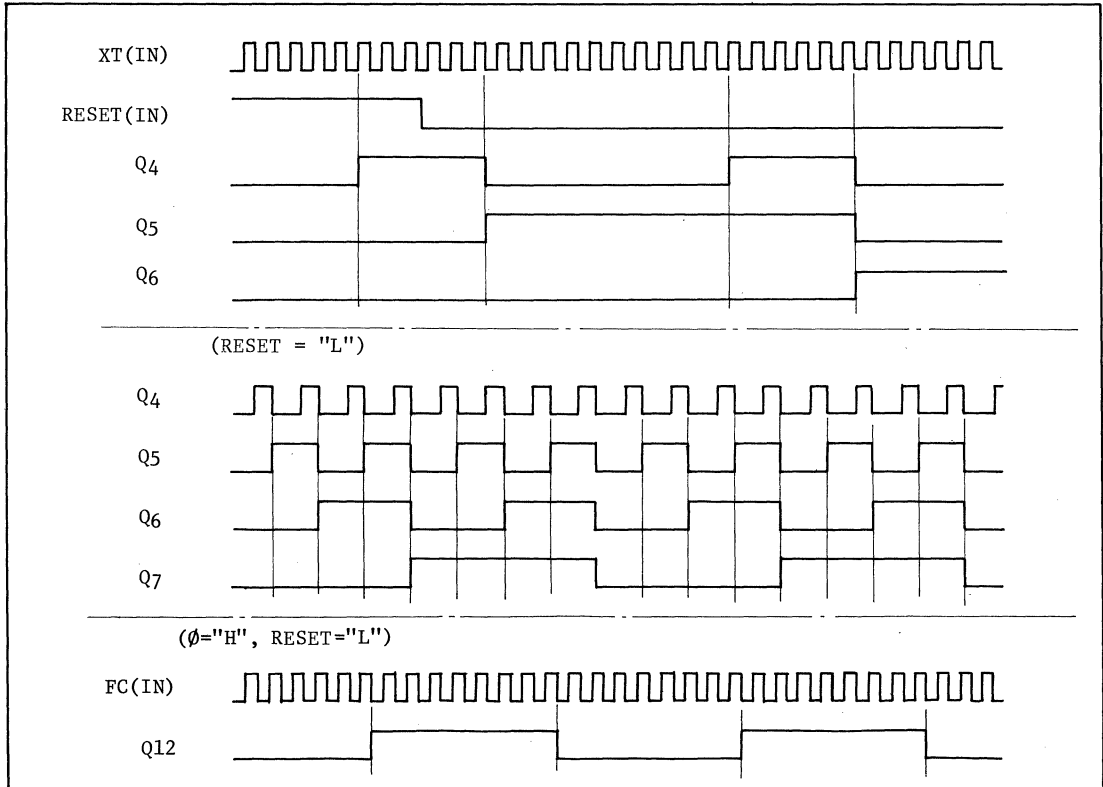 XT(IN)
RESET(IN)
Q4
Q5
Q6
(RESET = "L")
Q4
Q5
Q6
Q7
(Ø="H", RESET="L")
FC(IN)
Q12